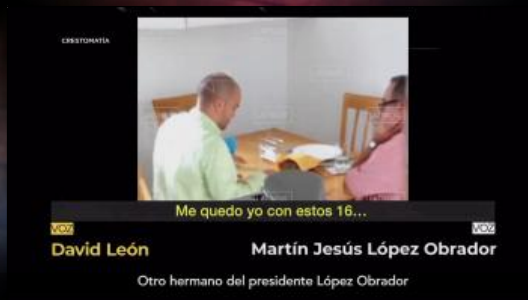 CRESTOMATÍA
Me quedo yo con estos 16...
VOZ
VOZ
David León
Martín Jesús López Obrador
Otro hermano del presidente López Obrador